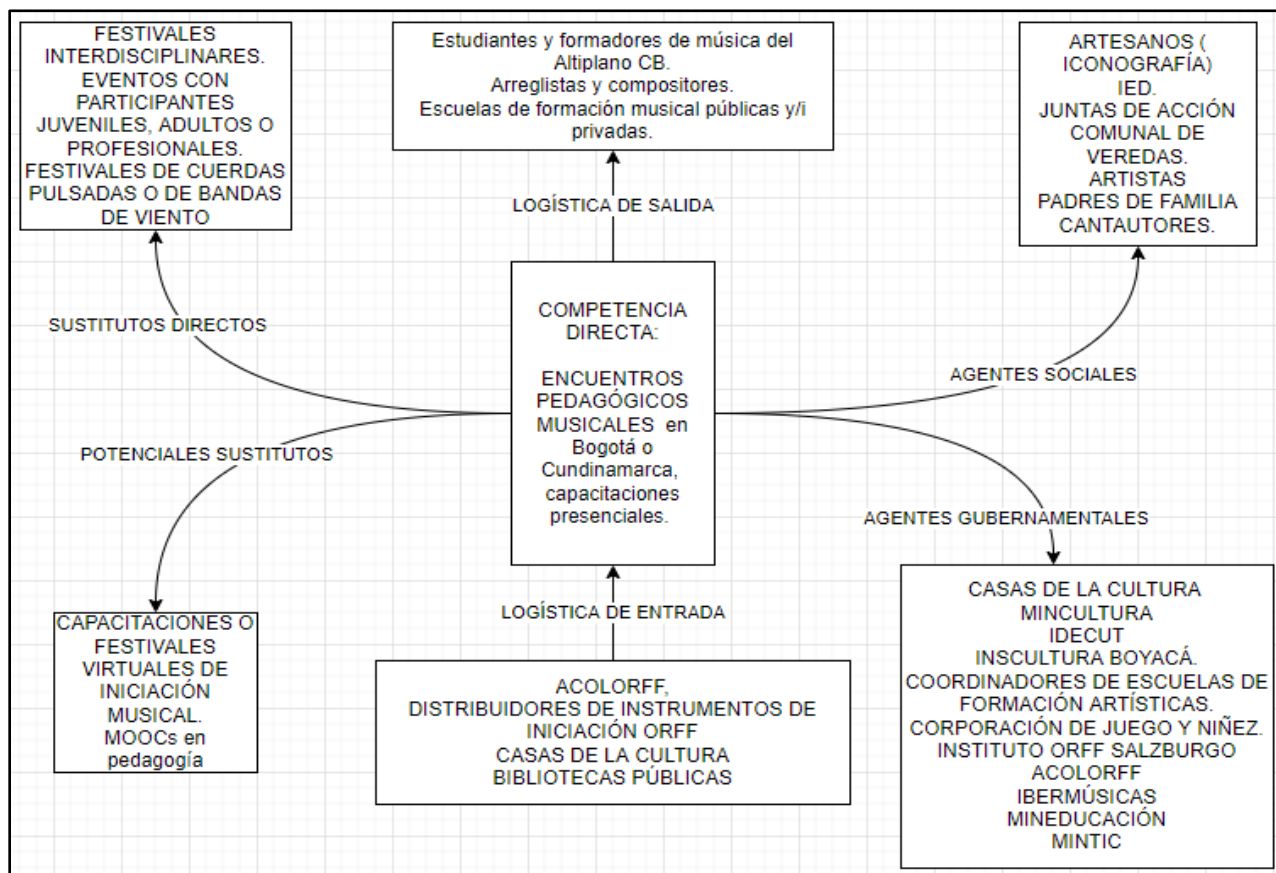 FESTIVALES
INTERDISCIPLINARES.
EVENTOS CON
PARTICIPANTES
JUVENILES, ADULTOS O
PROFESIONALES.
FESTIVALES DE CUERDAS
PULSADAS O DE BANDAS
DE VIENTO
Estudiantes y formadores de música del
Altiplano CB.
Arreglistas y compositores.
Escuelas de formación musical públicas y/i
privadas.
ARTESANOS (
ICONOGRAFÍA)
IED.
JUNTAS DE ACCIÓN
COMUNAL DE
VEREDAS.
ARTISTAS
PADRES DE FAMILIA
CANTAUTORES.
LOGÍSTICA DE SALIDA
SUSTITUTOS DIRECTOS
COMPETENCIA
DIRECTA:
ENCUENTROS
PEDAGÓGICOS
MUSICALES en
Bogotá o
Cundinamarca,
capacitaciones
presenciales.
AGENTES SOCIALES
POTENCIALES SUSTITUTOS
AGENTES GUBERNAMENTALES
LOGÍSTICA DE ENTRADA
CAPACITACIONES O
FESTIVALES
VIRTUALES DE
INICIACIÓN
MUSICAL.
MOOCs en
pedagogía
ACOLORFF,
DISTRIBUIDORES DE INSTRUMENTOS DE
INICIACIÓN ORFF
CASAS DE LA CULTURA
BIBLIOTECAS PÚBLICAS
CASAS DE LA CULTURA
MINCULTURA
IDECUT
INSCULTURA BOYACÁ.
COORDINADORES DE ESCUELAS DE
FORMACIÓN ARTÍSTICAS.
CORPORACIÓN DE JUEGO Y NIÑEZ.
INSTITUTO ORFF SALZBURGO
ACOLORFF
IBERMÚSICAS
MINEDUCACIÓN
MINTIC